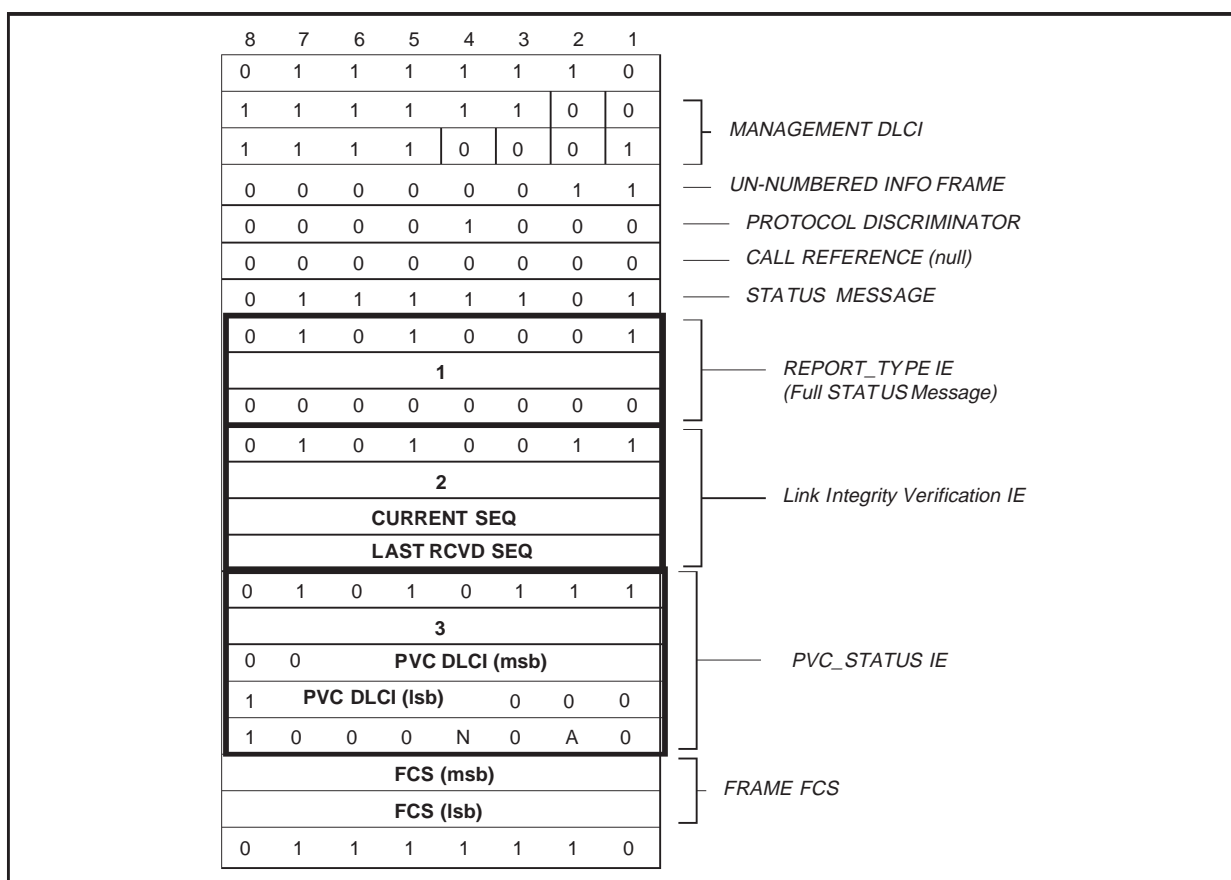 8 7 6 5 4 3 2 1
0 1 1 1 1 1 1 0
1 1 1 1 1 1 0 0
MANAGEMENT DLCI
1 1 1 1 0 0 0 1
0 0 0 0 0 0 1 1 UN-NUMBERED INFO FRAME
0 0 0 0 1 0 0 0 PROTOCOL DISCRIMINATOR
0 0 0 0 0 0 0 0 CALL REFERENCE (null)
0 1 1 1 1 1 0 1 STATUS MESSAGE
0 1 0 1 0 0 0 1
1 REPORT_TYPE IE
(Full STATUS Message)
0 0 0 0 0 0 0 0
0 1 0 1 0 0 1 1
2
Link Integrity Verification IE
CURRENT SEQ
LAST RCVD SEQ
0 1 0 1 0 1 1 1
3
0 0 PVC DLCI (msb) PVC_STATUS IE
1 PVC DLCI (lsb) 0 0 0
1 0 0 0 N 0 A 0
FCS (msb)
FRAME FCS
FCS (lsb)
0 1 1 1 1 1 1 0